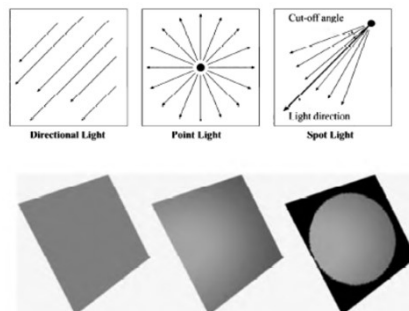 Cut-off angle
Light direction
Directional Light
Point Light
Spot Light